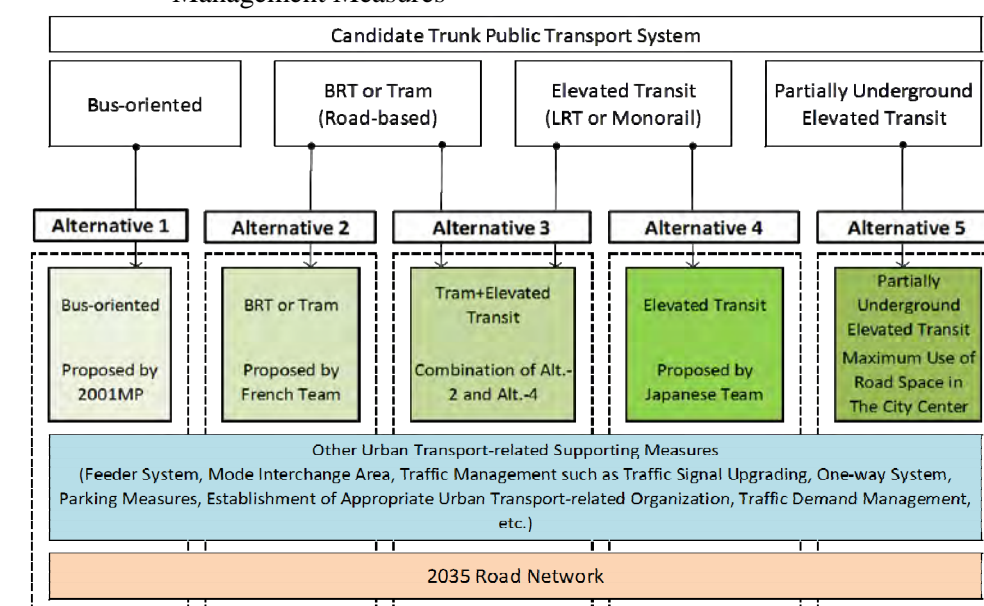 Management Measures
Candidate Trunk Public Transport System
Bus-oriented
BRT or Tram
(Road-based)
Elevated Transit
(LRT or Monorail)
Partially Underground
Elevated Transit
Alternative 1
Alternative 2
Alternative 3
Alternative 4
Alternative 5
Bus-oriented
Proposed by
2001MP
BRT or Tram
Proposed by
French Team
Tram+Elevated
Transit
Combination of Alt.-
2 and Alt.-4
Elevated Transit
Proposed by
Japanese Team
Partially
Underground
Elevated Transit
Maximum Use of
Road Space in
The City Center
Other Urban Transport-related Supporting Measures
(Feeder System, Mode Interchange Area, Traffic Management such as Traffic Signal Upgrading, One-way System,
Parking Measures, Establishment of Appropriate Urban Transport-related Organization, Traffic Demand Management,
etc.)
2035 Road Network